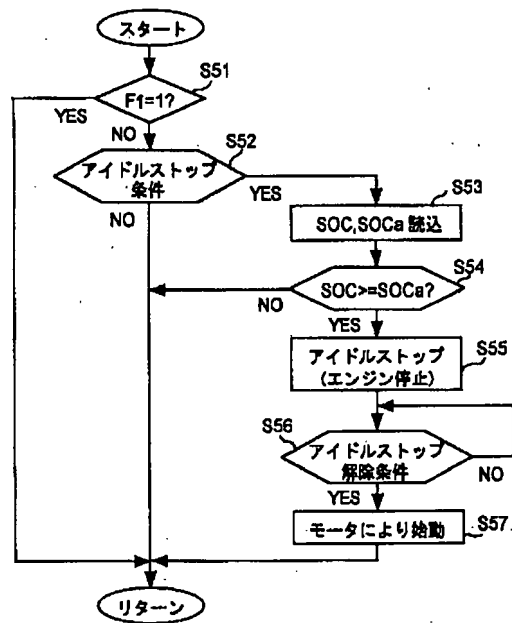 スタート
S51
F1=1?
YES
NO
S52
アイドルストップ
条件
YES
NO
S53
SOC,SOCa 読込
S54
SOC>=SOCa?
NO
YES
アイドルストップ
(エンジン停止)
S55
S56
アイドルストップ
解除条件
NO
YES
モータにより始動
S57
リターン